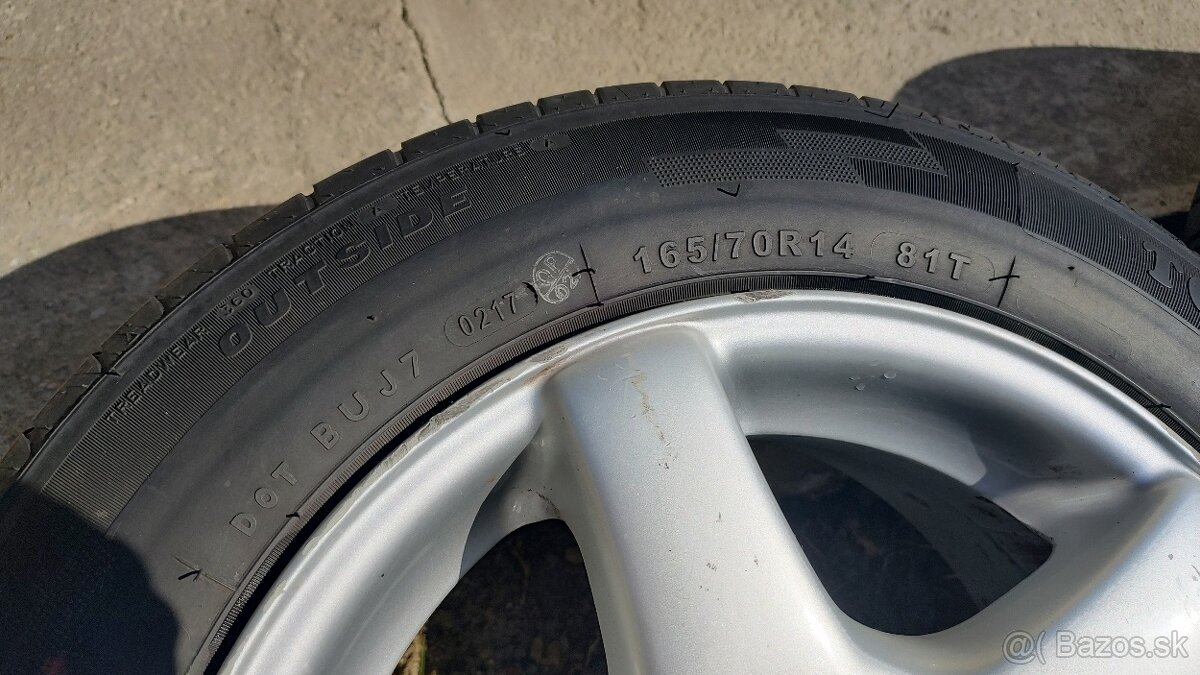 TREADWEAR 360 TRACTION A TEMPERATURE A
OUTSIDE
DOT BUJ7 0217
165/70R14 81T
@( Bazos.sk